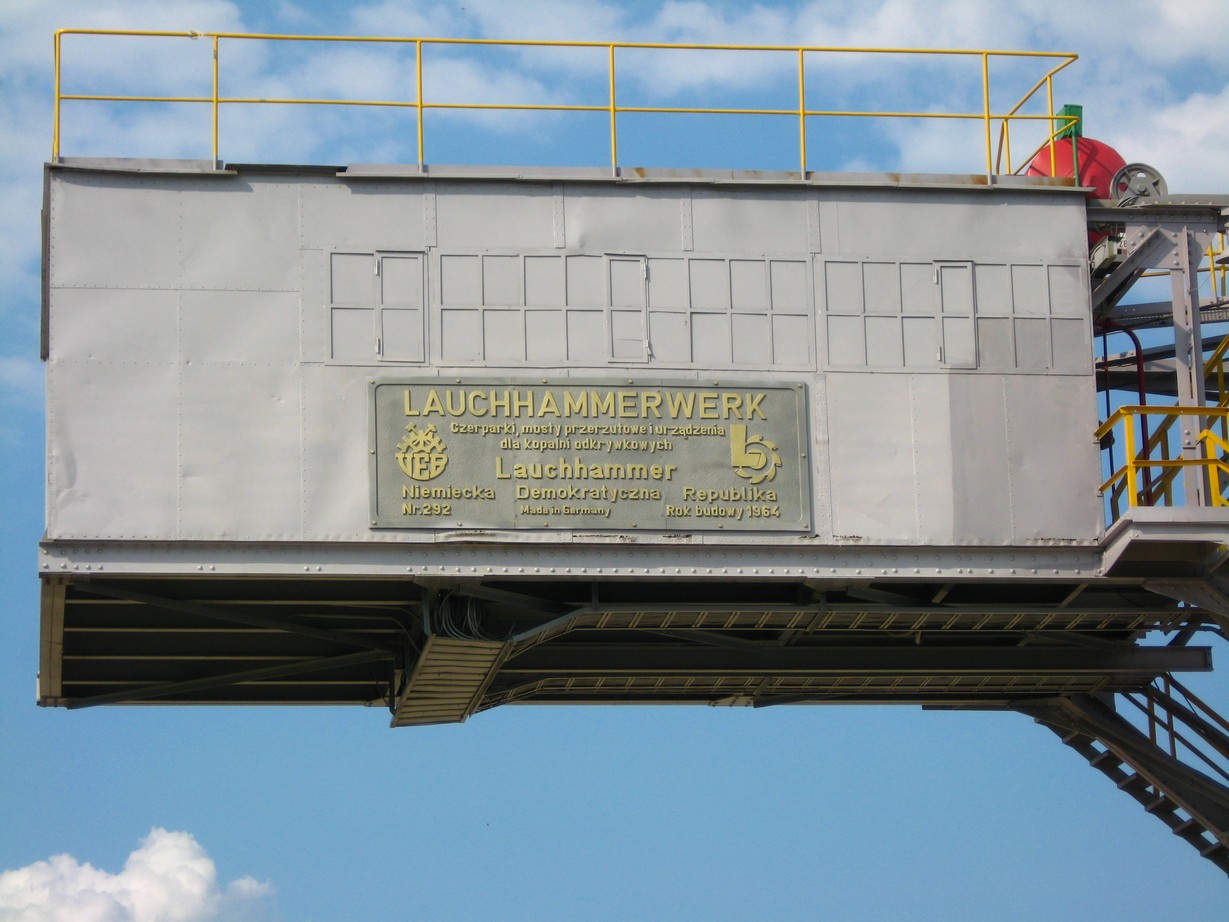 LAUCHHAMMERWERK
Czerparki, mosty przerzutowe i urządzenia
dla kopalni odkrywkowych
VEB
Lauchhammer
Niemiecka Demokratyczna Republika
Nr. 292 Made in Germany Rok budowy 1964